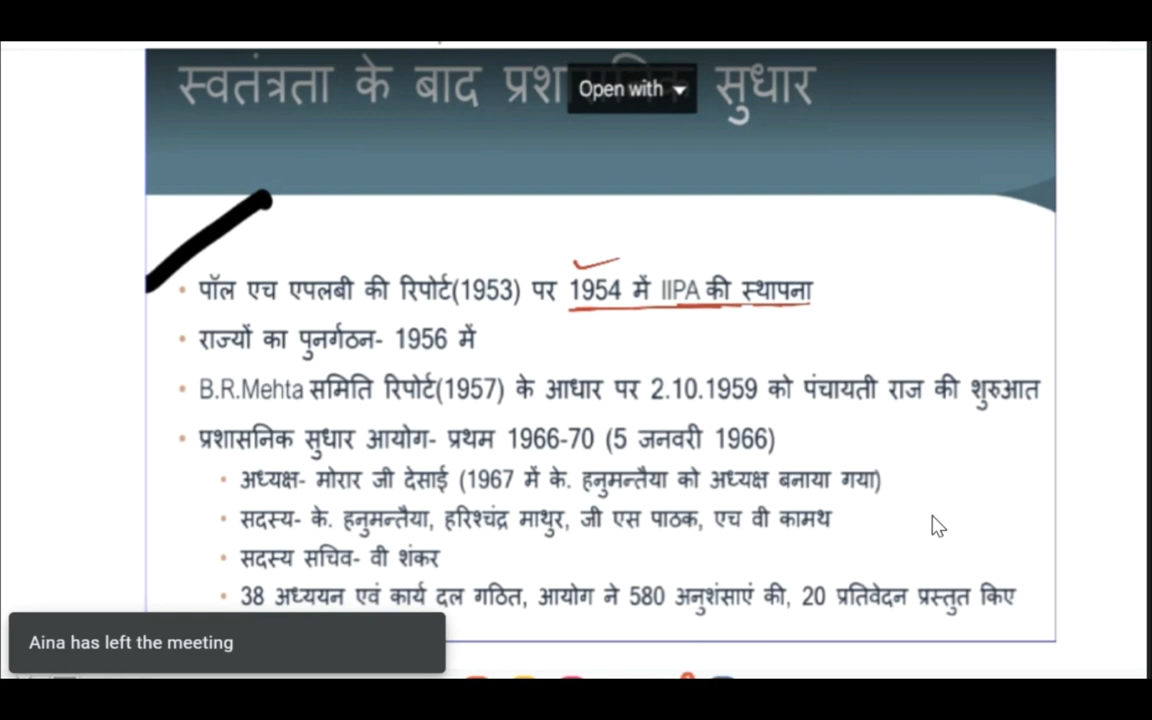 स्वतंत्रता के बाद प्रशासनिक सुधार
Open with
पॉल एच एपलबी की रिपोर्ट(1953) पर 1954 में IIPA की स्थापना
राज्यों का पुनर्गठन- 1956 में
B.R.Mehta समिति रिपोर्ट(1957) के आधार पर 2.10.1959 को पंचायती राज की शुरुआत
प्रशासनिक सुधार आयोग- प्रथम 1966-70 (5 जनवरी 1966)
अध्यक्ष- मोरार जी देसाई (1967 में के. हनुमन्तैया को अध्यक्ष बनाया गया)
सदस्य- के. हनुमन्तैया, हरिश्चंद्र माथुर, जी एस पाठक, एच वी कामथ
सदस्य सचिव- वी शंकर
38 अध्ययन एवं कार्य दल गठित, आयोग ने 580 अनुशंसाएं की, 20 प्रतिवेदन प्रस्तुत किए
Aina has left the meeting